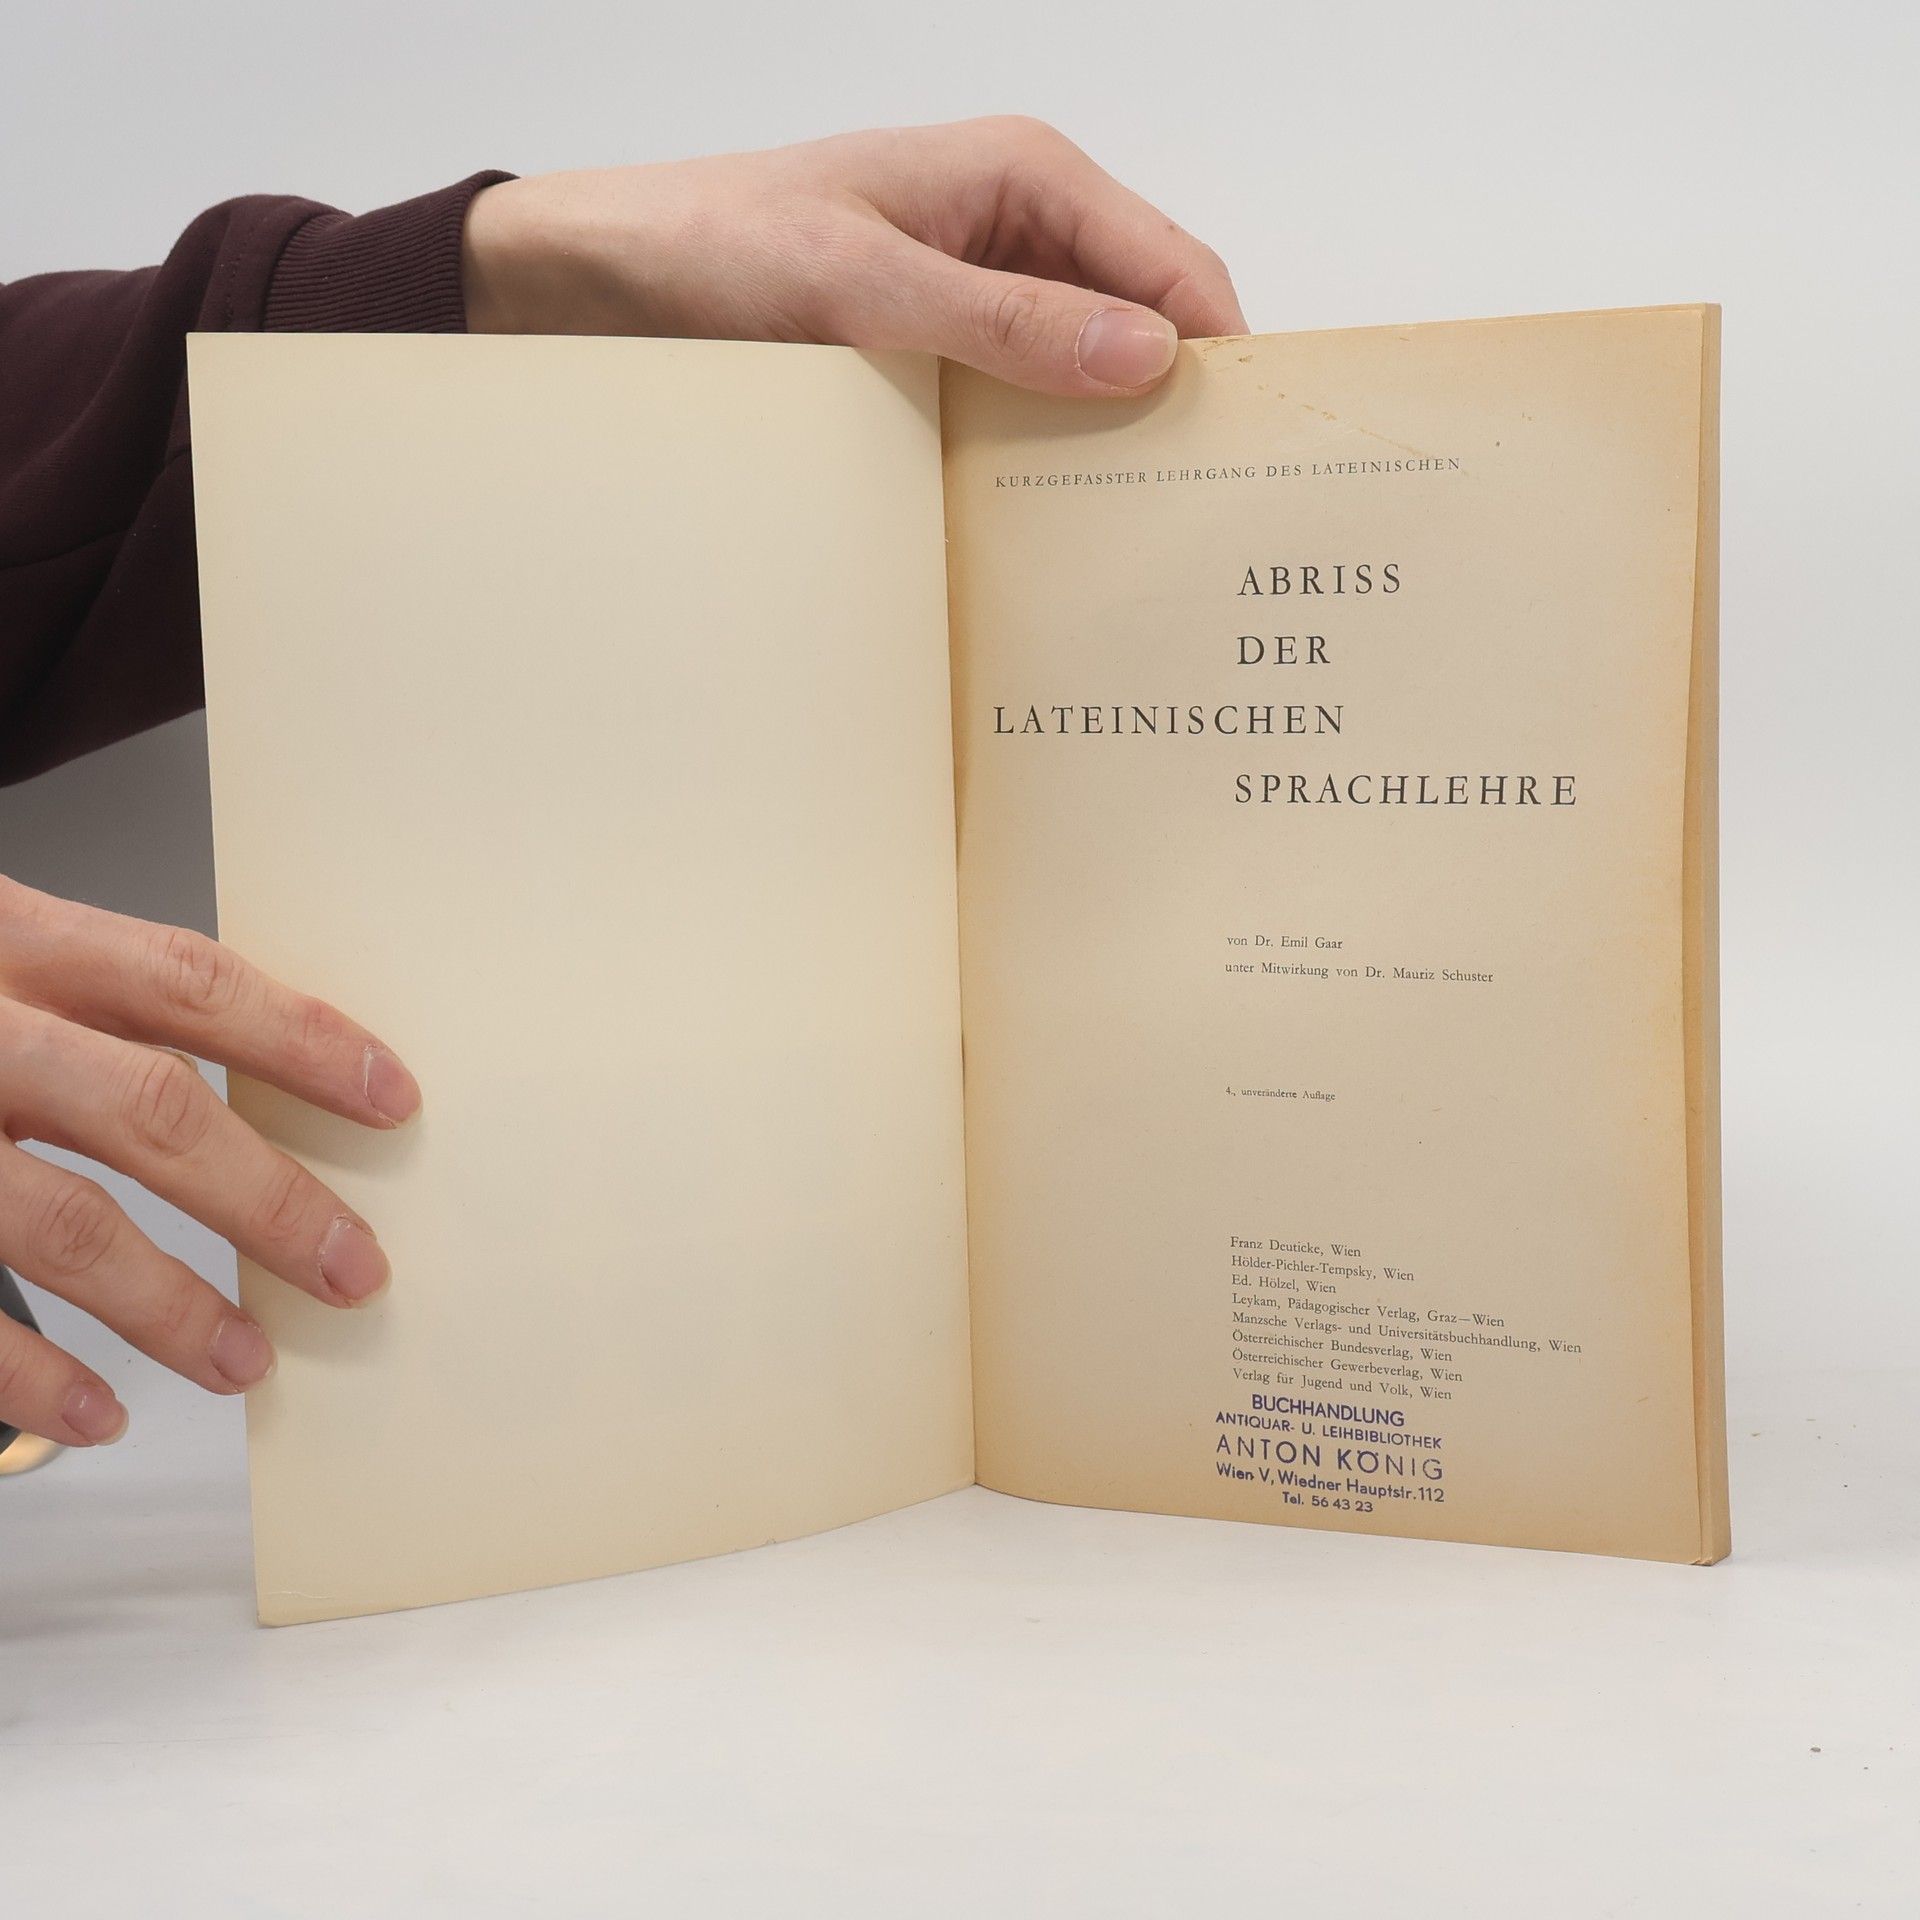 KURZGEFASSTER LEHRGANG DES LATEINISCHEN
ABRISS
DER
LATEINISCHEN
SPRACHLEHRE
von Dr. Emil Gaar
unter Mitwirkung von Dr. Mauriz Schuster
4., unveränderte Auflage
Franz Deuticke, Wien
Hölder-Pichler-Tempsky, Wien
Ed. Hölzel, Wien
Leykam, Pädagogischer Verlag, Graz—Wien
Manzsche Verlags- und Universitätsbuchhandlung, Wien
Österreichischer Bundesverlag, Wien
Österreichischer Gewerbeverlag, Wien
Verlag für Jugend und Volk, Wien
BUCHHANDLUNG
ANTIQUAR- U. LEIHBIBLIOTHEK
ANTON KÖNIG
Wien V, Wiedner Hauptstr. 112
Tel. 56 43 23